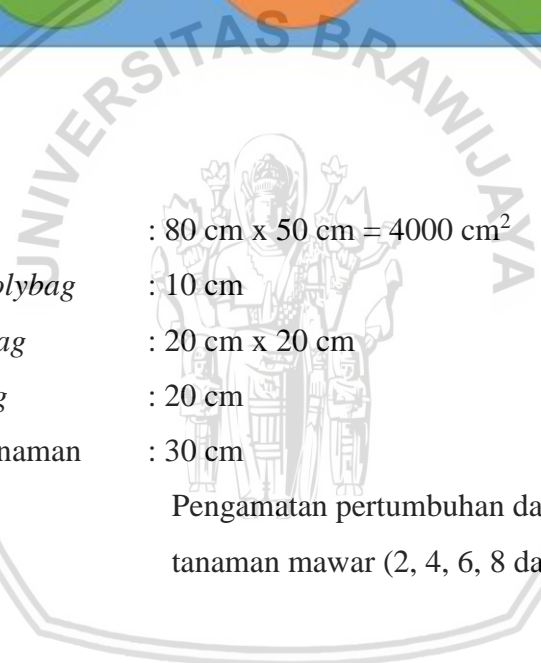 UNIVERSITAS BRAWIJAYA
: 80 cm x 50 cm = 4000 cm²
olybag : 10 cm
ag : 20 cm x 20 cm
g : 20 cm
naman : 30 cm
Pengamatan pertumbuhan da
tanaman mawar (2, 4, 6, 8 da